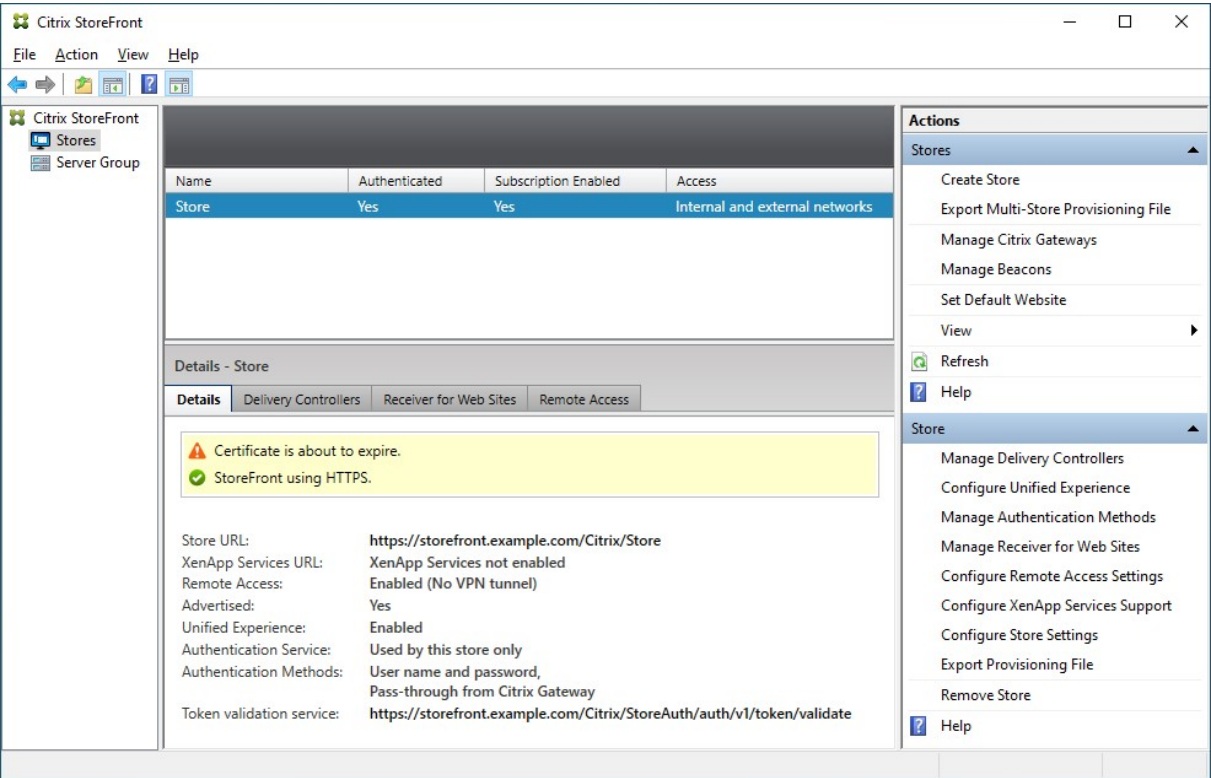 Citrix StoreFront
File Action View Help
Citrix StoreFront
Stores
Server Group
Name Authenticated Subscription Enabled Access
Store Yes Yes Internal and external networks
Details - Store
Details Delivery Controllers Receiver for Web Sites Remote Access
Certificate is about to expire.
StoreFront using HTTPS.
Store URL: https://storefront.example.com/Citrix/Store
XenApp Services URL: XenApp Services not enabled
Remote Access: Enabled (No VPN tunnel)
Advertised: Yes
Unified Experience: Enabled
Authentication Service: Used by this store only
Authentication Methods: User name and password,
Pass-through from Citrix Gateway
Token validation service: https://storefront.example.com/Citrix/StoreAuth/auth/v1/token/validate
Actions
Stores
Create Store
Export Multi-Store Provisioning File
Manage Citrix Gateways
Manage Beacons
Set Default Website
View
Refresh
Help
Store
Manage Delivery Controllers
Configure Unified Experience
Manage Authentication Methods
Manage Receiver for Web Sites
Configure Remote Access Settings
Configure XenApp Services Support
Configure Store Settings
Export Provisioning File
Remove Store
Help